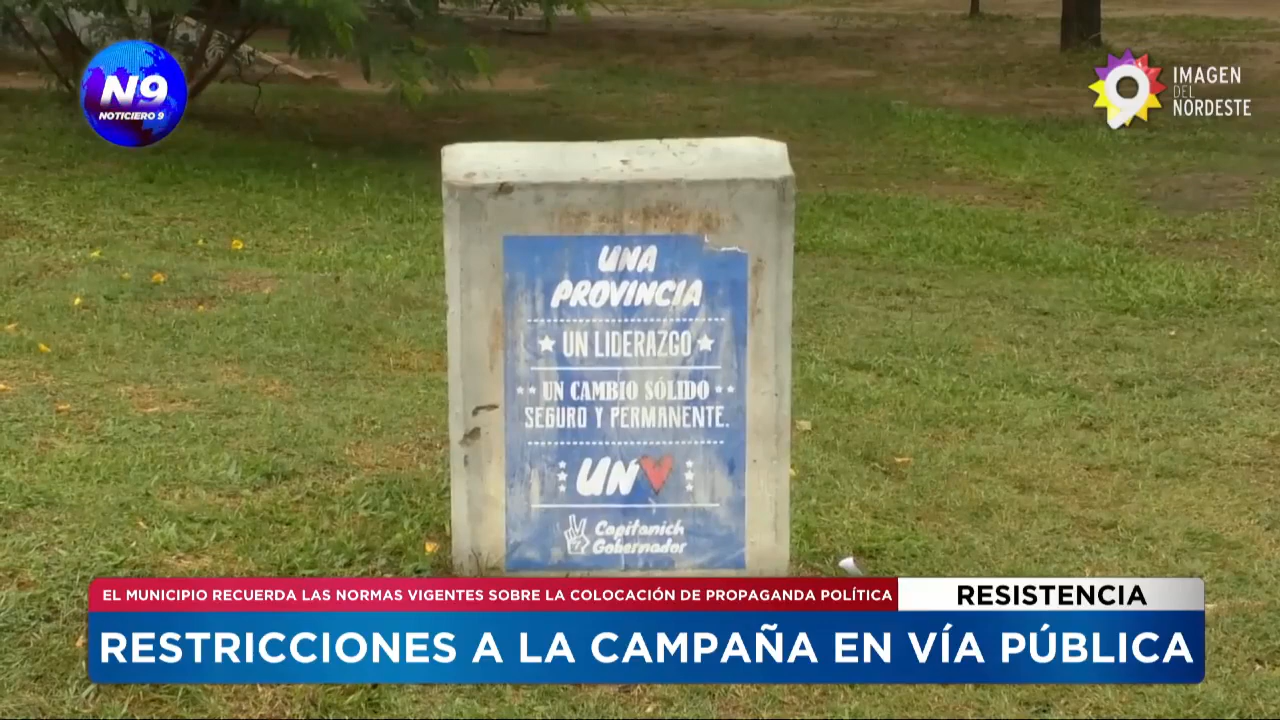 N9
NOTICIERO 9
IMAGEN
DEL
NORDESTE
UNA
PROVINCIA
UN LIDERAZGO
UN CAMBIO SÓLIDO
SEGURO Y PERMANENTE.
UN
Capitanich
Gobernador
EL MUNICIPIO RECUERDA LAS NORMAS VIGENTES SOBRE LA COLOCACIÓN DE PROPAGANDA POLÍTICA
RESISTENCIA
RESTRICCIONES A LA CAMPAÑA EN VÍA PÚBLICA